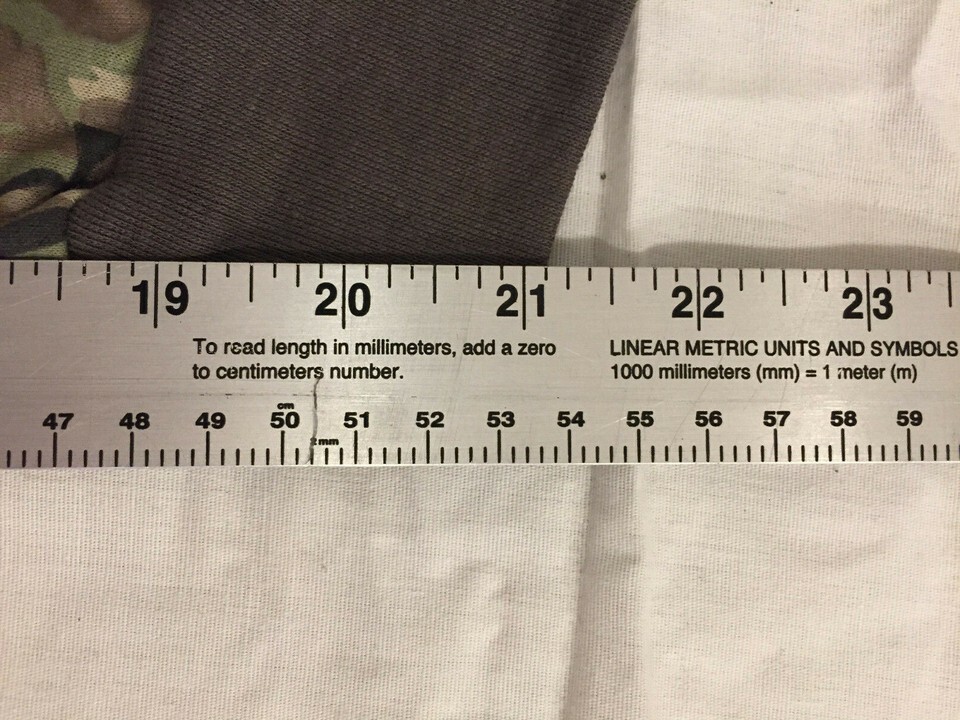 19 20 21 22 23
To read length in millimeters, add a zero
to centimeters number.
LINEAR METRIC UNITS AND SYMBOLS
1000 millimeters (mm) = 1 meter (m)
cm
47 48 49 50 51 52 53 54 55 56 57 58 59
mm